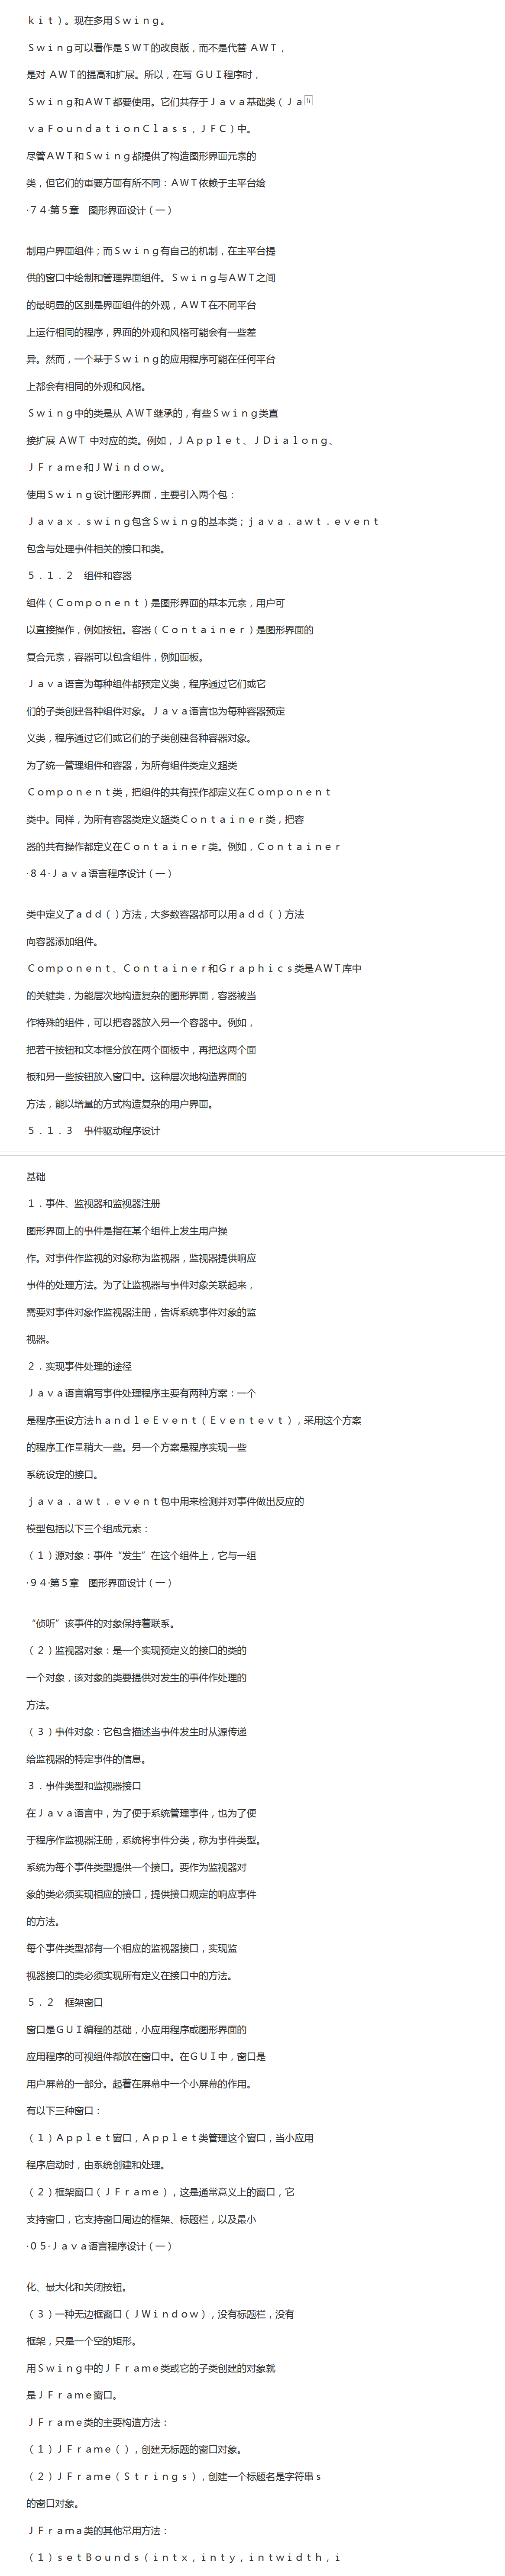 ｋｉｔ）。现在多用Ｓｗｉｎｇ。
Ｓｗｉｎｇ可以看作是ＳＷＴ的改良版，而不是代替 ＡＷＴ，
是对 ＡＷＴ的提高和扩展。所以，在写 ＧＵＩ程序时，
Ｓｗｉｎｇ和ＡＷＴ都要使用。它们共存于Ｊａｖａ基础类（Ｊａ
ｖａＦｏｕｎｄａｔｉｏｎＣｌａｓｓ，ＪＦＣ）中。
尽管ＡＷＴ和Ｓｗｉｎｇ都提供了构造图形界面元素的
类，但它们的重要方面有所不同：ＡＷＴ依赖于主平台绘
·７４·第５章　图形界面设计（一）
制用户界面组件；而Ｓｗｉｎｇ有自己的机制，在主平台提
供的窗口中绘制和管理界面组件。Ｓｗｉｎｇ与ＡＷＴ之间
的最明显的区别是界面组件的外观，ＡＷＴ在不同平台
上运行相同的程序，界面的外观和风格可能会有一些差
异。然而，一个基于Ｓｗｉｎｇ的应用程序可能在任何平台
上都会有相同的外观和风格。
Ｓｗｉｎｇ中的类是从 ＡＷＴ继承的，有些Ｓｗｉｎｇ类直
接扩展 ＡＷＴ 中对应的类。例如，ＪＡｐｐｌｅｔ、ＪＤｉａｌｏｎｇ、
ＪＦｒａｍｅ和ＪＷｉｎｄｏｗ。
使用Ｓｗｉｎｇ设计图形界面，主要引入两个包：
Ｊａｖａｘ．ｓｗｉｎｇ包含Ｓｗｉｎｇ的基本类；ｊａｖａ．ａｗｔ．ｅｖｅｎｔ
包含与处理事件相关的接口和类。
５．１．２　组件和容器
组件（Ｃｏｍｐｏｎｅｎｔ）是图形界面的基本元素，用户可
以直接操作，例如按钮。容器（Ｃｏｎｔａｉｎｅｒ）是图形界面的
复合元素，容器可以包含组件，例如面板。
Ｊａｖａ语言为每种组件都预定义类，程序通过它们或它
们的子类创建各种组件对象。Ｊａｖａ语言也为每种容器预定
义类，程序通过它们或它们的子类创建各种容器对象。
为了统一管理组件和容器，为所有组件类定义超类
Ｃｏｍｐｏｎｅｎｔ类，把组件的共有操作都定义在Ｃｏｍｐｏｎｅｎｔ
类中。同样，为所有容器类定义超类Ｃｏｎｔａｉｎｅｒ类，把容
器的共有操作都定义在Ｃｏｎｔａｉｎｅｒ类。例如，Ｃｏｎｔａｉｎｅｒ
·８４·Ｊａｖａ语言程序设计（一）
类中定义了ａｄｄ（）方法，大多数容器都可以用ａｄｄ（）方法
向容器添加组件。
Ｃｏｍｐｏｎｅｎｔ、Ｃｏｎｔａｉｎｅｒ和Ｇｒａｐｈｉｃｓ类是ＡＷＴ库中
的关键类，为能层次地构造复杂的图形界面，容器被当
作特殊的组件，可以把容器放入另一个容器中。例如，
把若干按钮和文本框分放在两个面板中，再把这两个面
板和另一些按钮放入窗口中。这种层次地构造界面的
方法，能以增量的方式构造复杂的用户界面。
５．１．３　事件驱动程序设计
基础
１．事件、监视器和监视器注册
图形界面上的事件是指在某个组件上发生用户操
作。对事件作监视的对象称为监视器，监视器提供响应
事件的处理方法。为了让监视器与事件对象关联起来，
需要对事件对象作监视器注册，告诉系统事件对象的监
视器。
２．实现事件处理的途径
Ｊａｖａ语言编写事件处理程序主要有两种方案：一个
是程序重设方法ｈａｎｄｌｅＥｖｅｎｔ（Ｅｖｅｎｔｅｖｔ），采用这个方案
的程序工作量稍大一些。另一个方案是程序实现一些
系统设定的接口。
ｊａｖａ．ａｗｔ．ｅｖｅｎｔ包中用来检测并对事件做出反应的
模型包括以下三个组成元素：
（１）源对象：事件“发生”在这个组件上，它与一组
·９４·第５章　图形界面设计（一）
“侦听”该事件的对象保持着联系。
（２）监视器对象：是一个实现预定义的接口的类的
一个对象，该对象的类要提供对发生的事件作处理的
方法。
（３）事件对象：它包含描述当事件发生时从源传递
给监视器的特定事件的信息。
３．事件类型和监视器接口
在Ｊａｖａ语言中，为了便于系统管理事件，也为了便
于程序作监视器注册，系统将事件分类，称为事件类型。
系统为每个事件类型提供一个接口。要作为监视器对
象的类必须实现相应的接口，提供接口规定的响应事件
的方法。
每个事件类型都有一个相应的监视器接口，实现监
视器接口的类必须实现所有定义在接口中的方法。
５．２　框架窗口
窗口是ＧＵＩ编程的基础，小应用程序或图形界面的
应用程序的可视组件都放在窗口中。在ＧＵＩ中，窗口是
用户屏幕的一部分。起着在屏幕中一个小屏幕的作用。
有以下三种窗口：
（１）Ａｐｐｌｅｔ窗口，Ａｐｐｌｅｔ类管理这个窗口，当小应用
程序启动时，由系统创建和处理。
（２）框架窗口（ＪＦｒａｍｅ），这是通常意义上的窗口，它
支持窗口，它支持窗口周边的框架、标题栏，以及最小
·０５·Ｊａｖａ语言程序设计（一）
化、最大化和关闭按钮。
（３）一种无边框窗口（ＪＷｉｎｄｏｗ），没有标题栏，没有
框架，只是一个空的矩形。
用Ｓｗｉｎｇ中的ＪＦｒａｍｅ类或它的子类创建的对象就
是ＪＦｒａｍｅ窗口。
ＪＦｒａｍｅ类的主要构造方法：
（１）ＪＦｒａｍｅ（），创建无标题的窗口对象。
（２）ＪＦｒａｍｅ（Ｓｔｒｉｎｇｓ），创建一个标题名是字符串ｓ
的窗口对象。
ＪＦｒａｍａ类的其他常用方法：
（１）ｓｅｔＢｏｕｎｄｓ（ｉｎｔｘ，ｉｎｔｙ，ｉｎｔｗｉｄｔｈ，ｉ